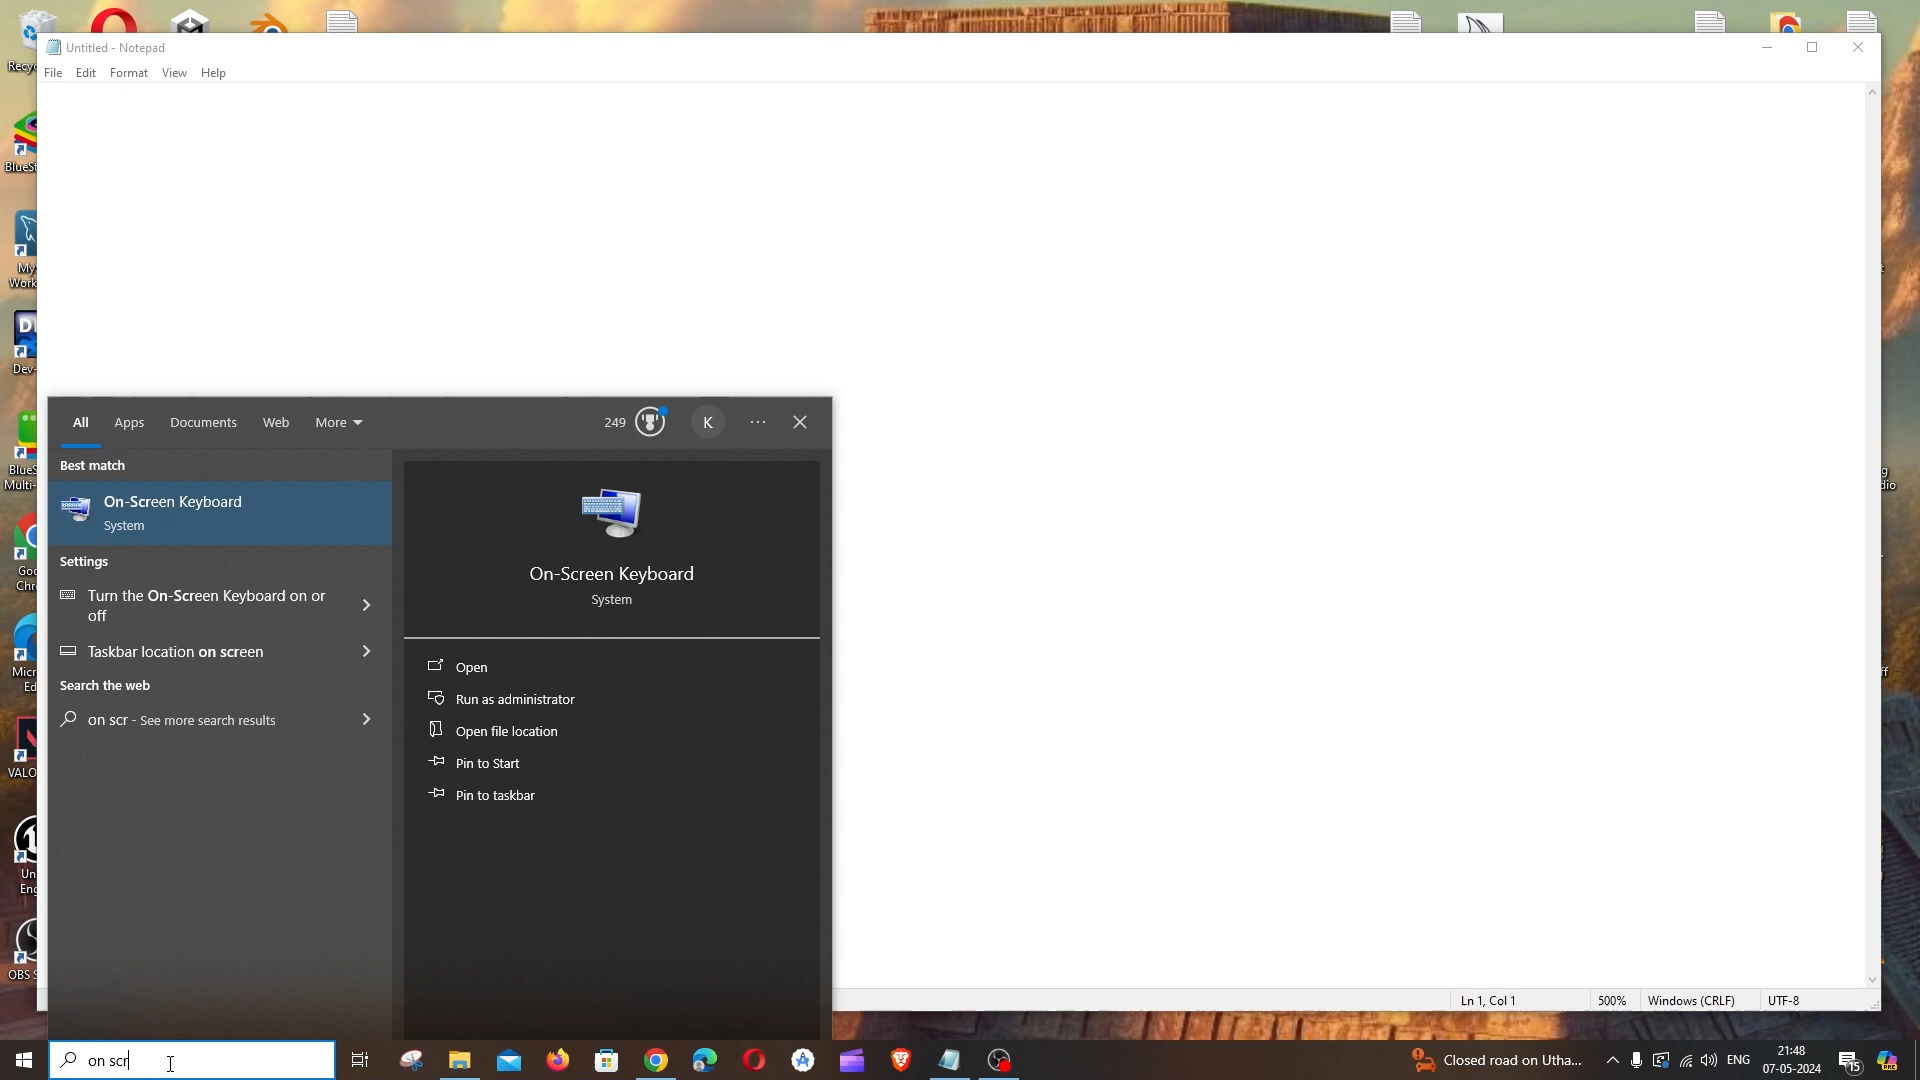 Untitled - Notepad
File Edit Format View Help
All Apps Documents Web More 249 K
Best match
On-Screen Keyboard
System
Settings
Turn the On-Screen Keyboard on or
off
Taskbar location on screen
Search the web
on scr - See more search results
On-Screen Keyboard
System
Open
Run as administrator
Open file location
Pin to Start
Pin to taskbar
Ln 1, Col 1 500% Windows (CRLF) UTF-8
on scr
Closed road on Utha... ENG 21:48
07-05-2024
15